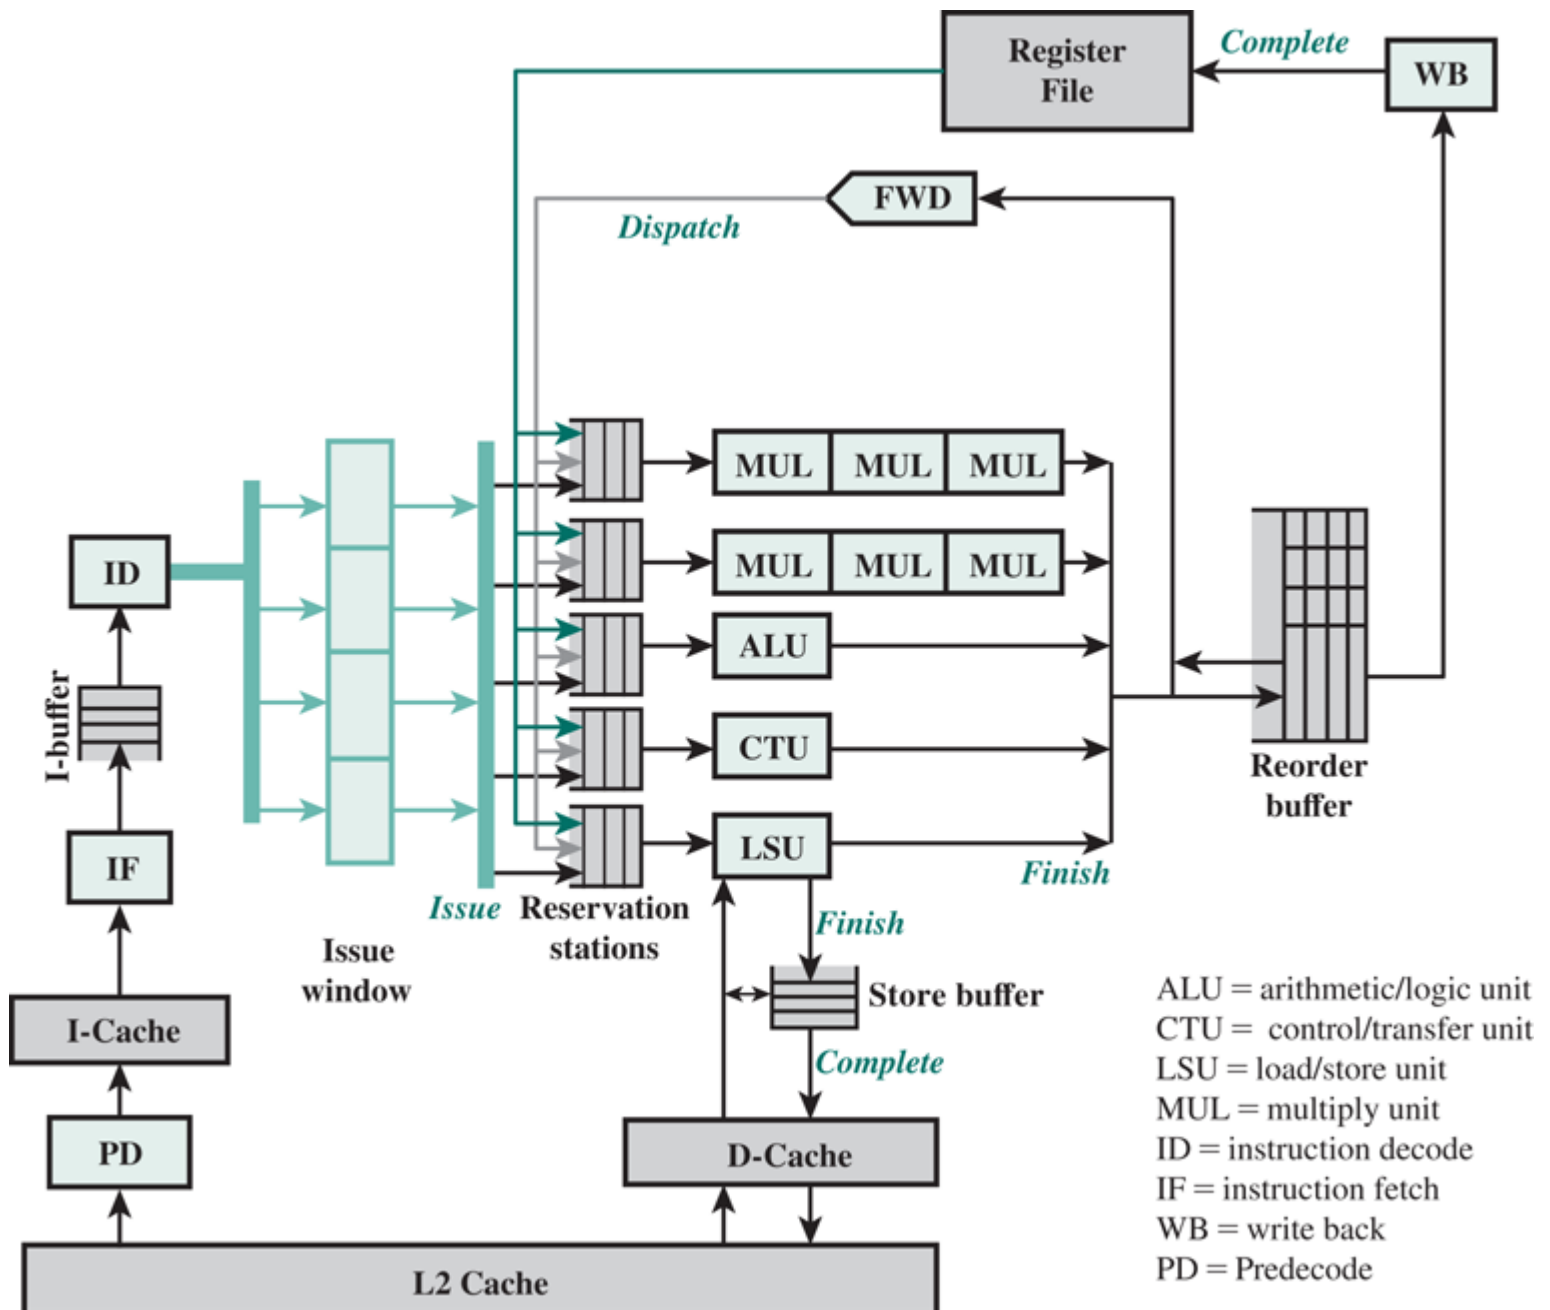 Register
File
Complete
WB
FWD
Dispatch
MUL MUL MUL
MUL MUL MUL
ID
ALU
I-buffer
CTU
Reorder
buffer
LSU
IF
Finish
Issue
Reservation
stations
Finish
Issue
window
Store buffer
I-Cache
Complete
PD
D-Cache
L2 Cache
ALU = arithmetic/logic unit
CTU = control/transfer unit
LSU = load/store unit
MUL = multiply unit
ID = instruction decode
IF = instruction fetch
WB = write back
PD = Predecode